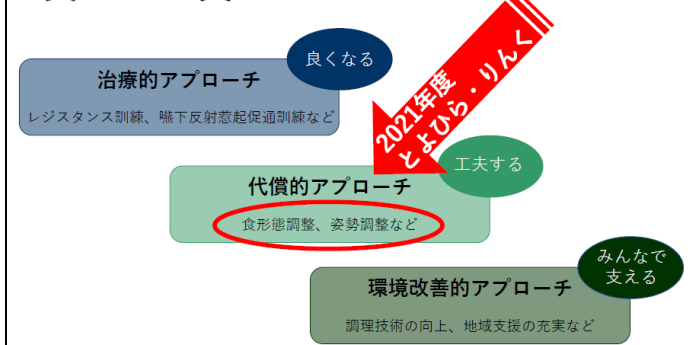 良くなる
治療的アプローチ
レジスタンス訓練、嚥下反射惹起促通訓練など
2021年度
とよひら・りんく
工夫する
代償的アプローチ
食形態調整、姿勢調整など
みんなで
支える
環境改善的アプローチ
調理技術の向上、地域支援の充実など